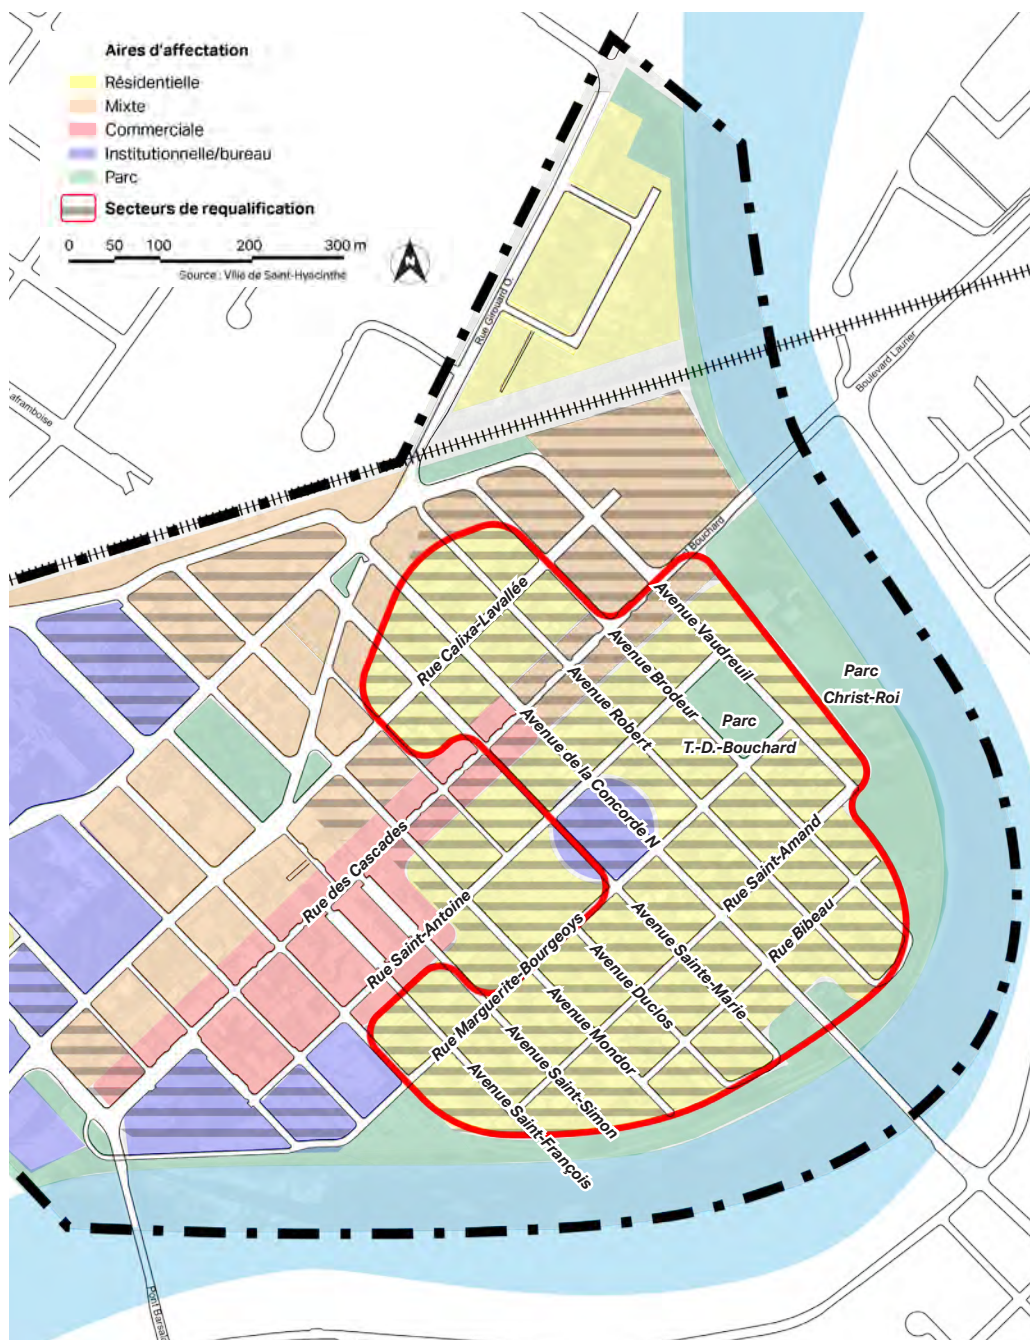 Aires d'affectation
Résidentielle
Mixte
Commerciale
Institutionnelle/bureau
Parc
Secteurs de requalification
0 50 100 200 300 m
Source : Ville de Saint-Hyacinthe
N
Rue Girouard O.
Boulevard Laurier
aframboise
Bouchard
Rue Calixa-Lavallée
Avenue Vaudreuil
Avenue Brodeur
Avenue Robert
Avenue de la Concorde N
Parc
Christ-Roi
Parc
T.-D.-Bouchard
Rue des Cascades
Rue Saint-Antoine
Rue Saint-Amand
Rue Bibeau
Rue Marguerite-Bourgeoys
Avenue Sainte-Marie
Avenue Duclos
Avenue Mondor
Avenue Saint-Simon
Avenue Saint-François
Pont Barsal